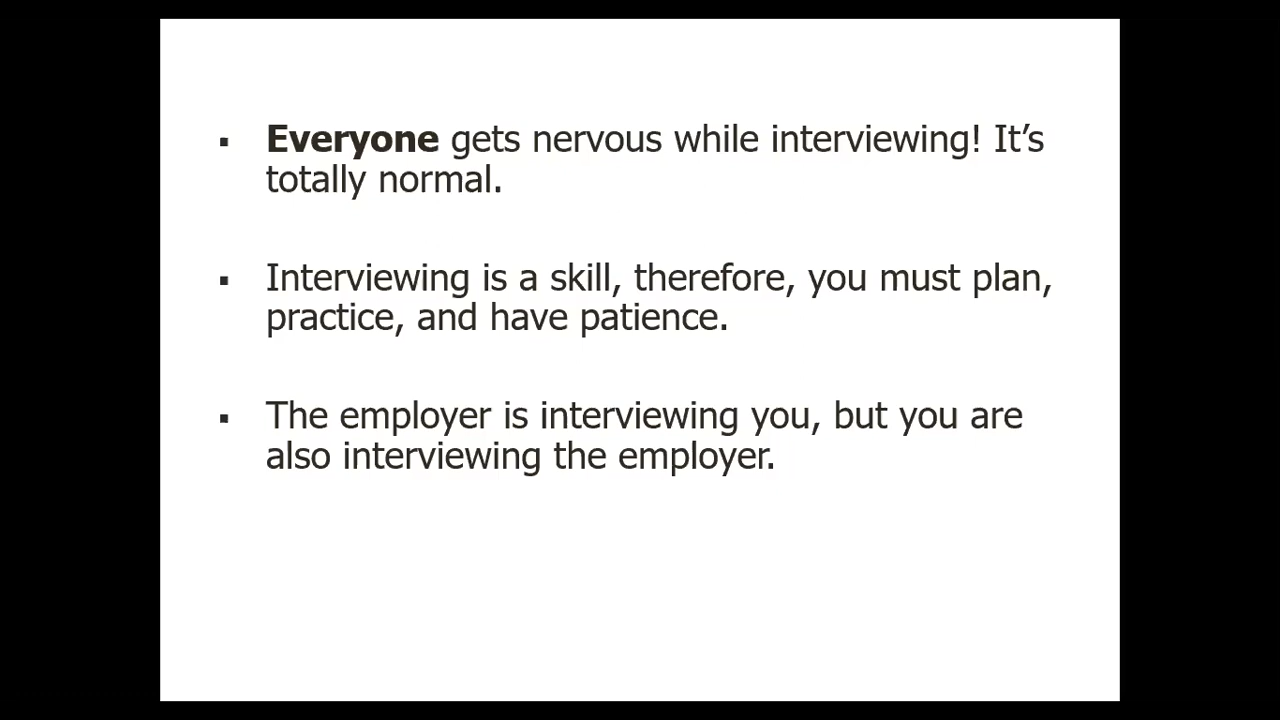 ▪ Everyone gets nervous while interviewing! It’s
totally normal.
▪ Interviewing is a skill, therefore, you must plan,
practice, and have patience.
▪ The employer is interviewing you, but you are
also interviewing the employer.